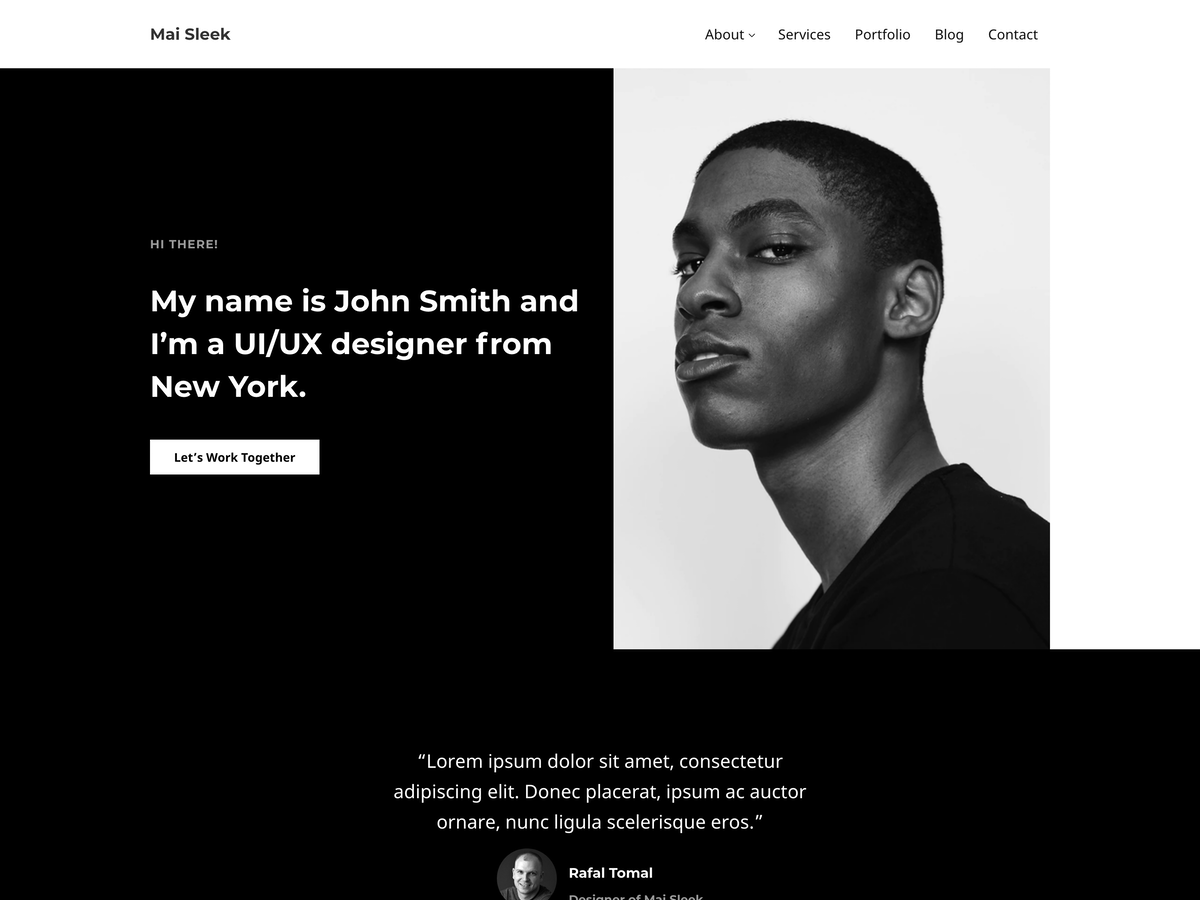 Mai Sleek
About Services Portfolio Blog Contact
HI THERE!
My name is John Smith and
I’m a UI/UX designer from
New York.
Let’s Work Together
“Lorem ipsum dolor sit amet, consectetur
adipiscing elit. Donec placerat, ipsum ac auctor
ornare, nunc ligula scelerisque eros.”
Rafal Tomal
Designer of Mai Sleek